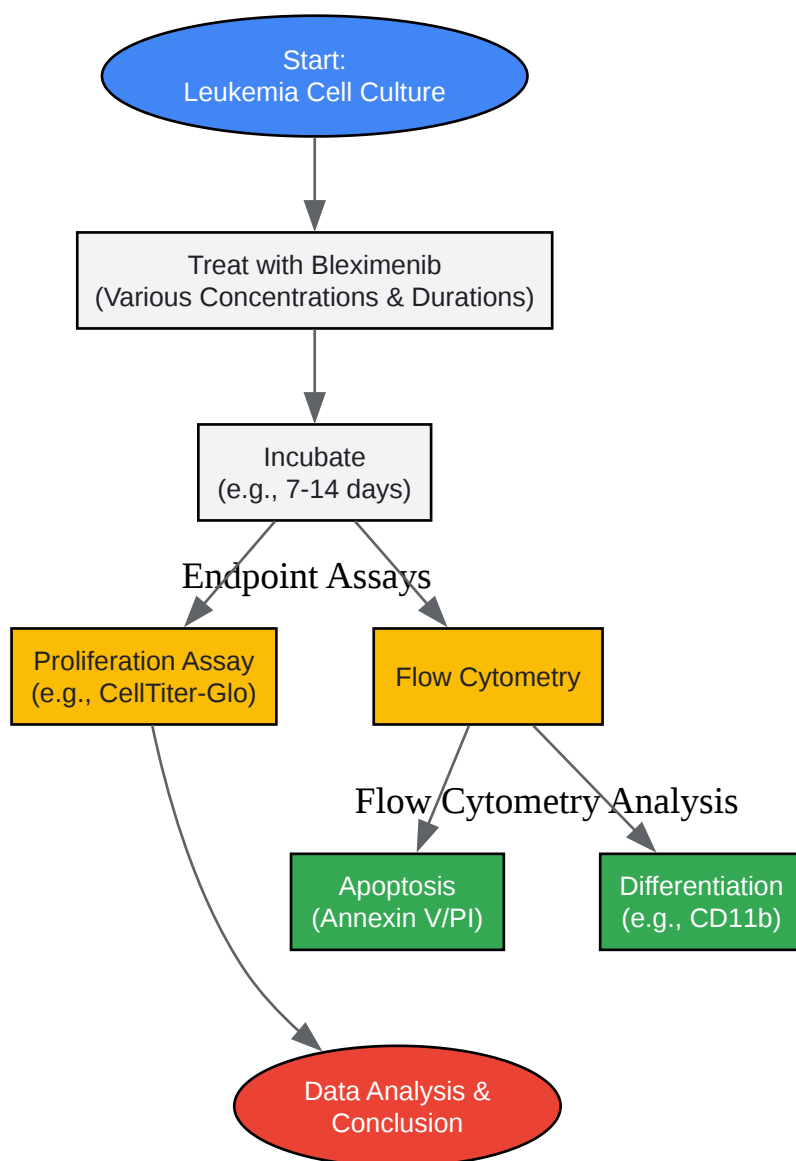 Start:
Leukemia Cell Culture
Treat with Bleximenib
(Various Concentrations & Durations)
Incubate
(e.g., 7-14 days)
Endpoint Assays
Proliferation Assay
(e.g., CellTiter-Glo)
Flow Cytometry
Flow Cytometry Analysis
Apoptosis
(Annexin V/PI)
Differentiation
(e.g., CD11b)
Data Analysis &
Conclusion